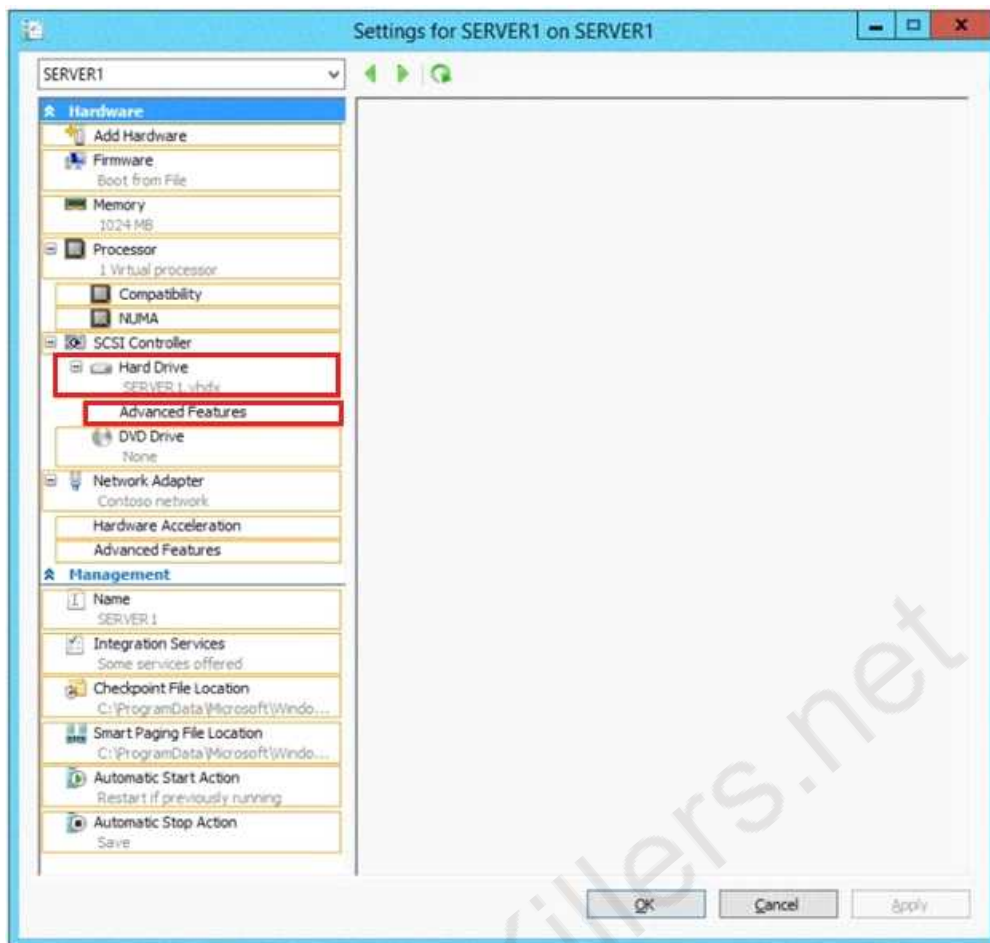 Settings for SERVER1 on SERVER1
SERVER1
Hardware
Add Hardware
Firmware
Boot from File
Memory
1024 MB
Processor
1 Virtual processor
Compatibility
NUMA
SCSI Controller
Hard Drive
SERVER1.vhdx
Advanced Features
DVD Drive
None
Network Adapter
Contoso network
Hardware Acceleration
Advanced Features
Management
Name
SERVER1
Integration Services
Some services offered
Checkpoint File Location
C:\ProgramData\Microsoft\Windo...
Smart Paging File Location
C:\ProgramData\Microsoft\Windo...
Automatic Start Action
Restart if previously running
Automatic Stop Action
Save
OK
Cancel
Apply
killers.net